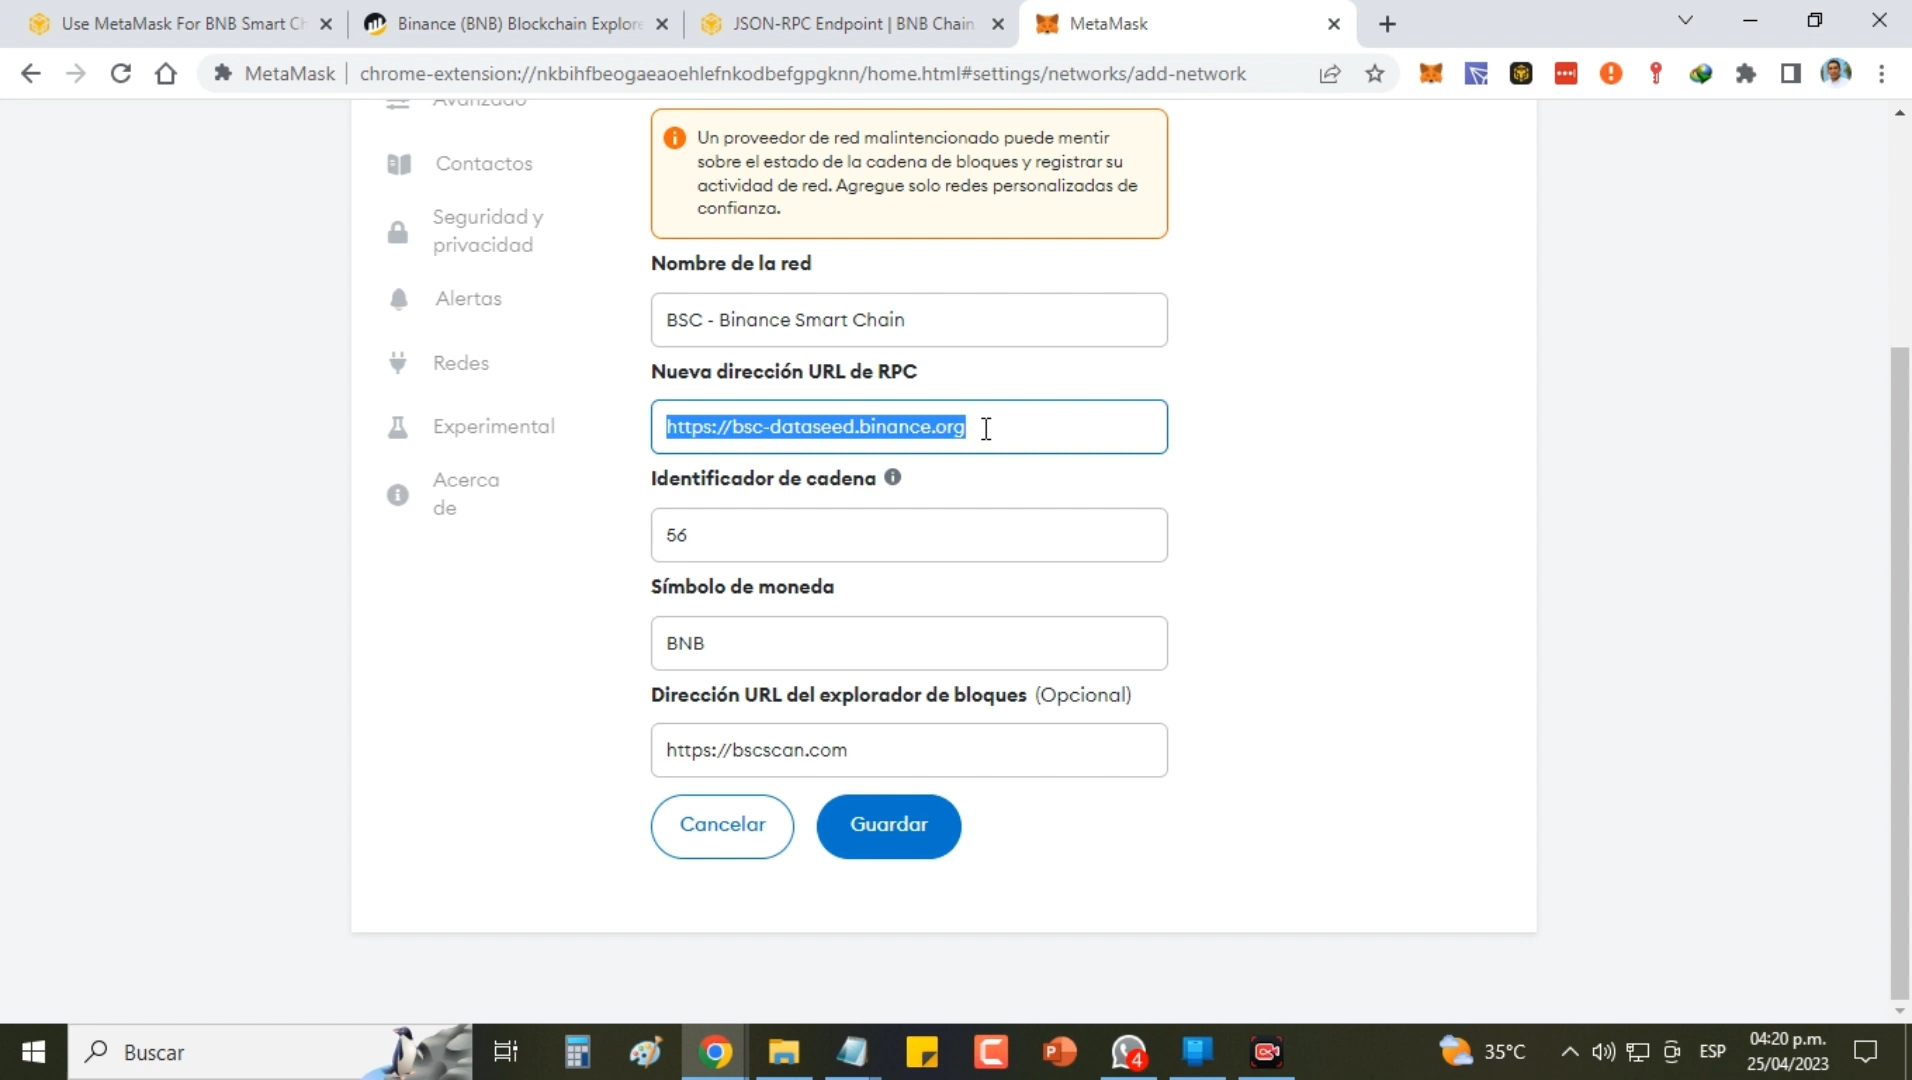 Use MetaMask For BNB Smart Ch
Binance (BNB) Blockchain Explore
JSON-RPC Endpoint | BNB Chain
MetaMask
MetaMask
chrome-extension://nkbihfbeogaeaoehlefnkodbefgpgknn/home.html#settings/networks/add-network
Avanzado
Contactos
Seguridad y
privacidad
Alertas
Redes
Experimental
Acerca
de
Un proveedor de red malintencionado puede mentir
sobre el estado de la cadena de bloques y registrar su
actividad de red. Agregue solo redes personalizadas de
confianza.
Nombre de la red
BSC - Binance Smart Chain
Nueva dirección URL de RPC
https://bsc-dataseed.binance.org
Identificador de cadena
56
Símbolo de moneda
BNB
Dirección URL del explorador de bloques (Opcional)
https://bscscan.com
Cancelar
Guardar
Buscar
4
35°C
ESP
04:20 p.m.
25/04/2023